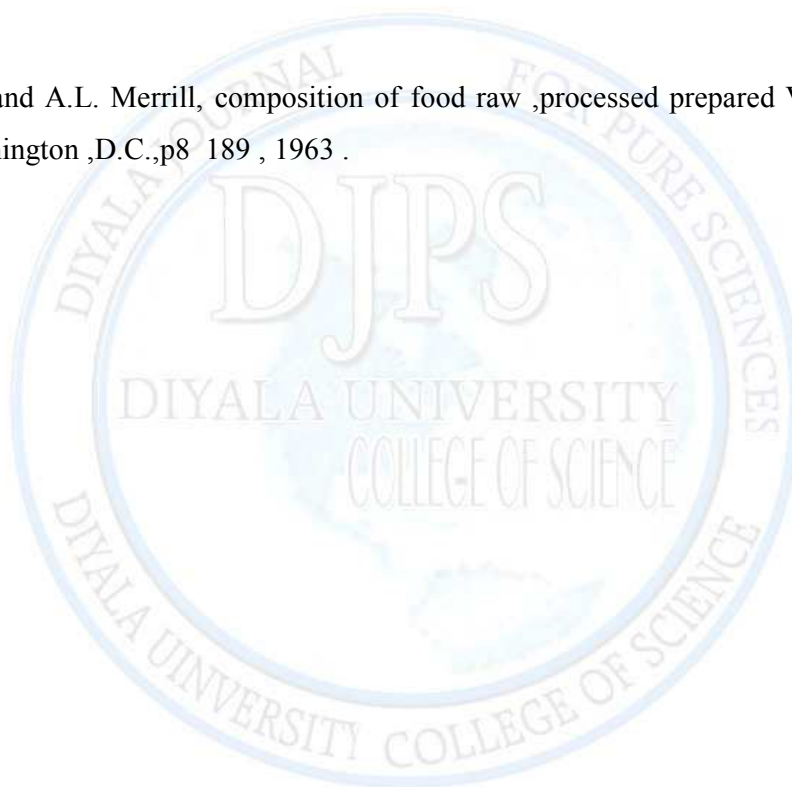 and A.L. Merrill, composition of food raw ,processed prepared
ington ,D.C.,p8 189 , 1963 .
DIYALA JOURNAL FOR PURE SCIENCES
DJPS
DIYALA UNIVERSITY
COLLEGE OF SCIENCE
DIYALA UINVERSITY COLLEGE OF SCIENCE